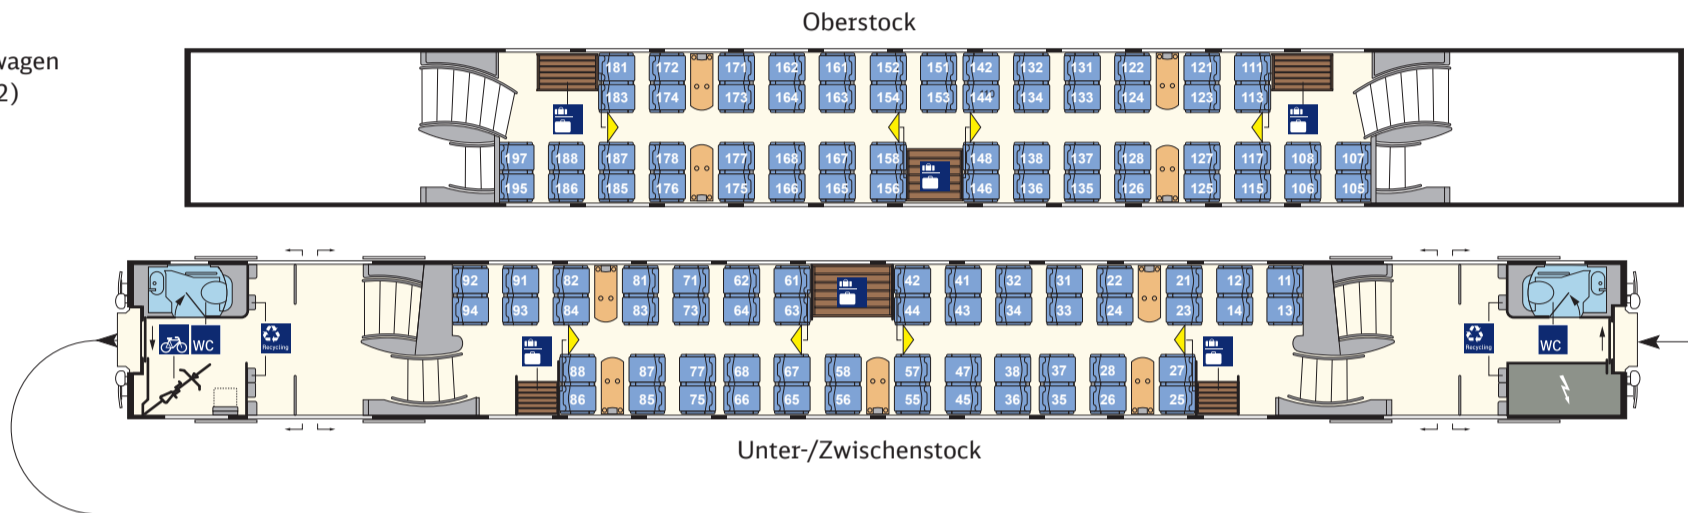 Oberstock
wagen
2)
181 172 171 162 161 152 151 142 132 131 122 121 111
183 174 173 164 163 154 153 144 134 133 124 123 113
197 188 187 178 177 168 167 158 148 138 137 128 127 117 108 107
195 186 185 176 175 166 165 156 146 136 135 126 125 115 106 105
92 91 82 81 71 62 61 42 41 32 31 22 21 12 11
94 93 84 83 73 64 63 44 43 34 33 24 23 14 13
WC Recycling Recycling WC
88 87 77 68 67 58 57 47 38 37 28 27
86 85 75 66 65 56 55 45 36 35 26 25
Unter-/Zwischenstock